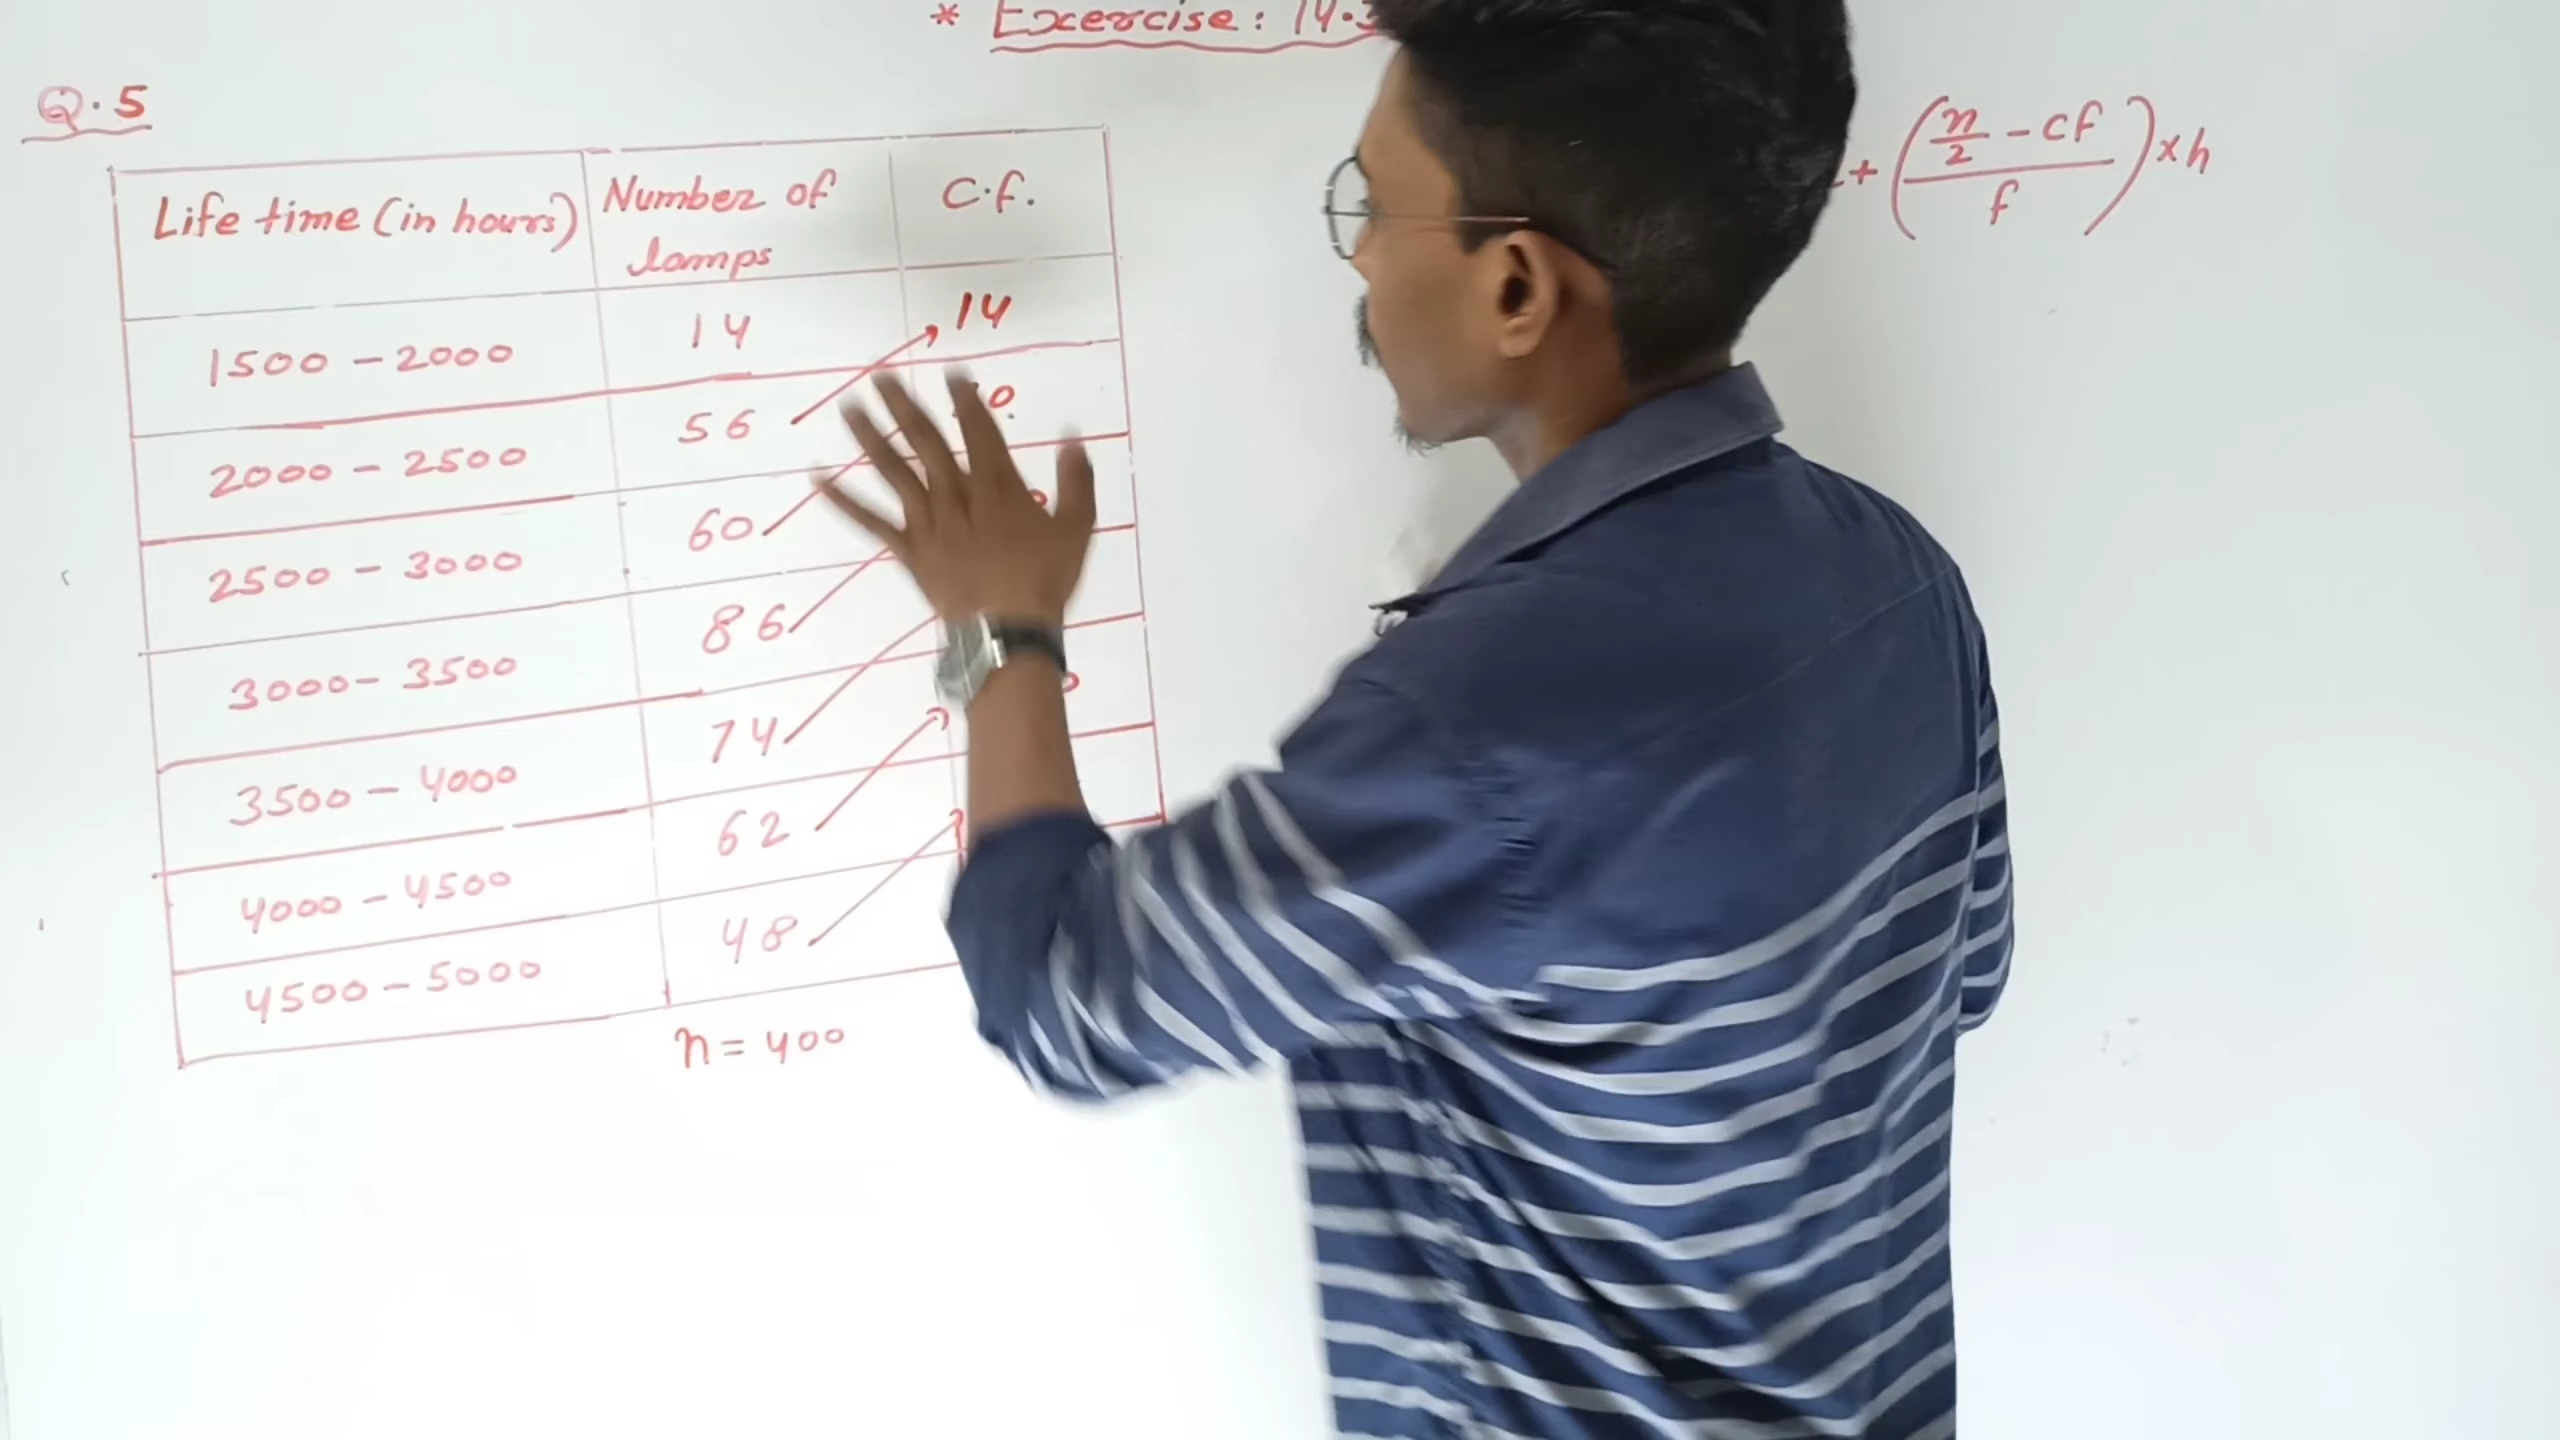 * Exercise: 14.3
Q.5
Life time (in hours) Number of lamps C.f.
1500 - 2000 14 14
2000 - 2500 56
2500 - 3000 60
3000 - 3500 86
3500 - 4000 74
4000 - 4500 62
4500 - 5000 48
n = 400
+ (n/2 - cf / f) × h